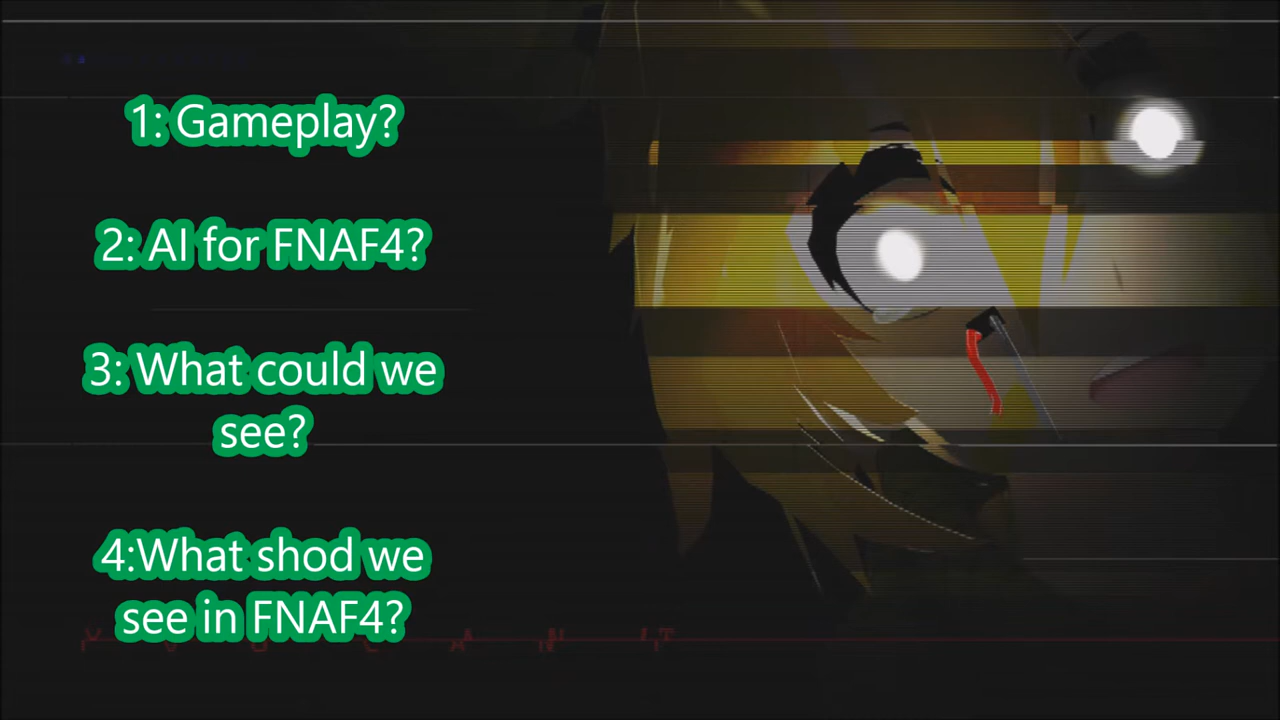 1: Gameplay?
2: AI for FNAF4?
3: What could we
see?
4:What shod we
see in FNAF4?